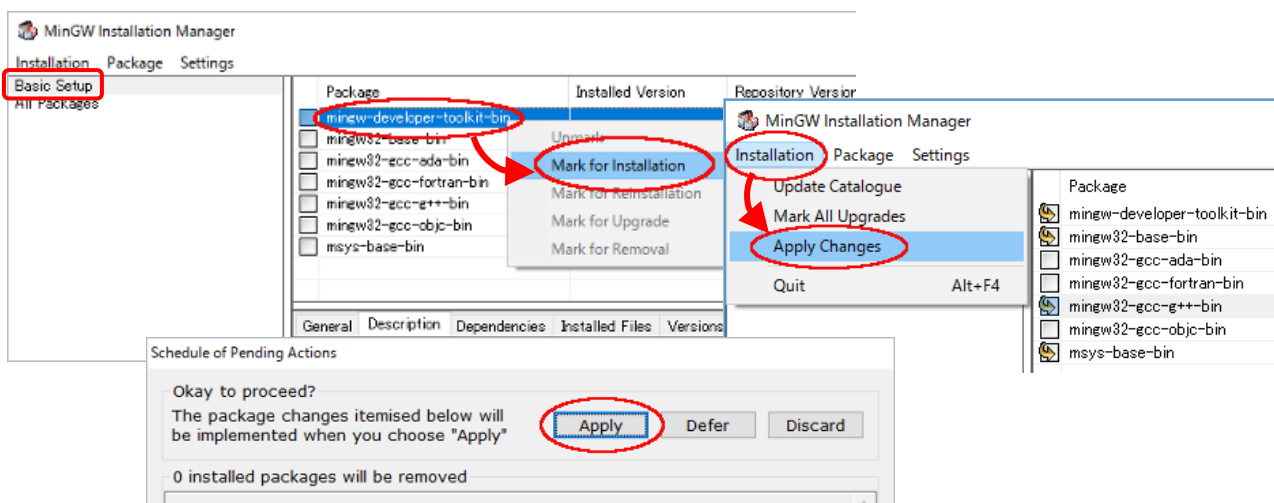 MinGW Installation Manager
Installation Package Settings
Basic Setup
All Packages
Package Installed Version Repository Version
mingw-developer-toolkit-bin
mingw32-base-bin
mingw32-gcc-ada-bin
mingw32-gcc-fortran-bin
mingw32-gcc-g++-bin
mingw32-gcc-objc-bin
msys-base-bin
Unmark
Mark for Installation
Mark for Reinstallation
Mark for Upgrade
Mark for Removal
General Description Dependencies Installed Files Versions
MinGW Installation Manager
Installation Package Settings
Update Catalogue
Mark All Upgrades
Apply Changes
Quit Alt+F4
Package
mingw-developer-toolkit-bin
mingw32-base-bin
mingw32-gcc-ada-bin
mingw32-gcc-fortran-bin
mingw32-gcc-g++-bin
mingw32-gcc-objc-bin
msys-base-bin
Schedule of Pending Actions
Okay to proceed?
The package changes itemised below will
be implemented when you choose "Apply"
Apply Defer Discard
0 installed packages will be removed